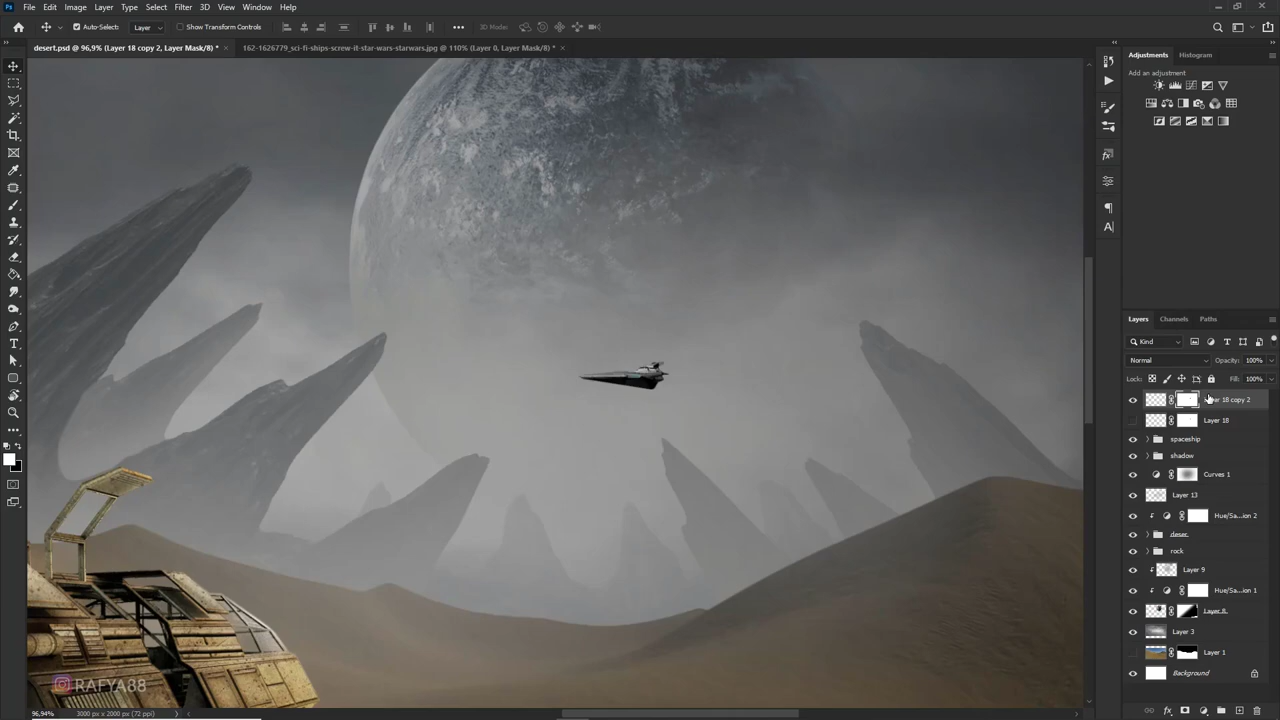 Ps File Edit Image Layer Type Select Filter 3D View Window Help
Auto-Select: Layer Show Transform Controls 3D Mode:
desert.psd @ 96,9% (Layer 18 copy 2, Layer Mask/8) * × 162-1626779_sci-fi-ships-screw-it-star-wars-starwars.jpg @ 110% (Layer 0, Layer Mask/8) * ×
Adjustments Histogram
Add an adjustment
Layers Channels Paths
Kind
Normal Opacity: 100%
Lock: Fill: 100%
er 18 copy 2
Layer 18
spaceship
shadow
Curves 1
Layer 13
Hue/Sa...ion 2
deser.
rock
Layer 9
Hue/Sa...ion 1
Layer 8.
Layer 3
Layer 1
Background
RAFYA88
96,94% 3000 px x 2000 px (72 ppi)